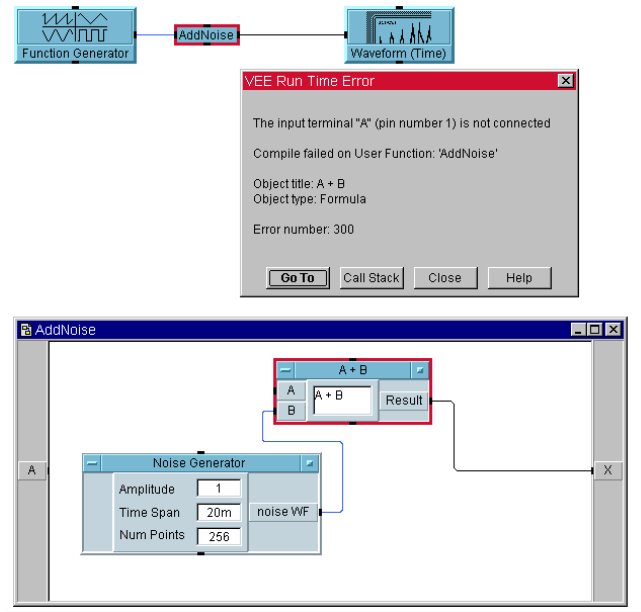 Function Generator
AddNoise
Waveform (Time)
VEE Run Time Error
The input terminal "A" (pin number 1) is not connected
Compile failed on User Function: 'AddNoise'
Object title: A + B
Object type: Formula
Error number: 300
Go To Call Stack Close Help
AddNoise
A + B
A
A + B
Result
B
A
X
Noise Generator
Amplitude 1
Time Span 20m
noise WF
Num Points 256